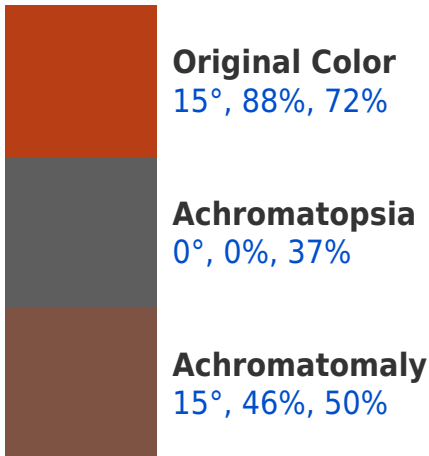 Original Color
15°, 88%, 72%
Achromatopsia
0°, 0%, 37%
Achromatomaly
15°, 46%, 50%